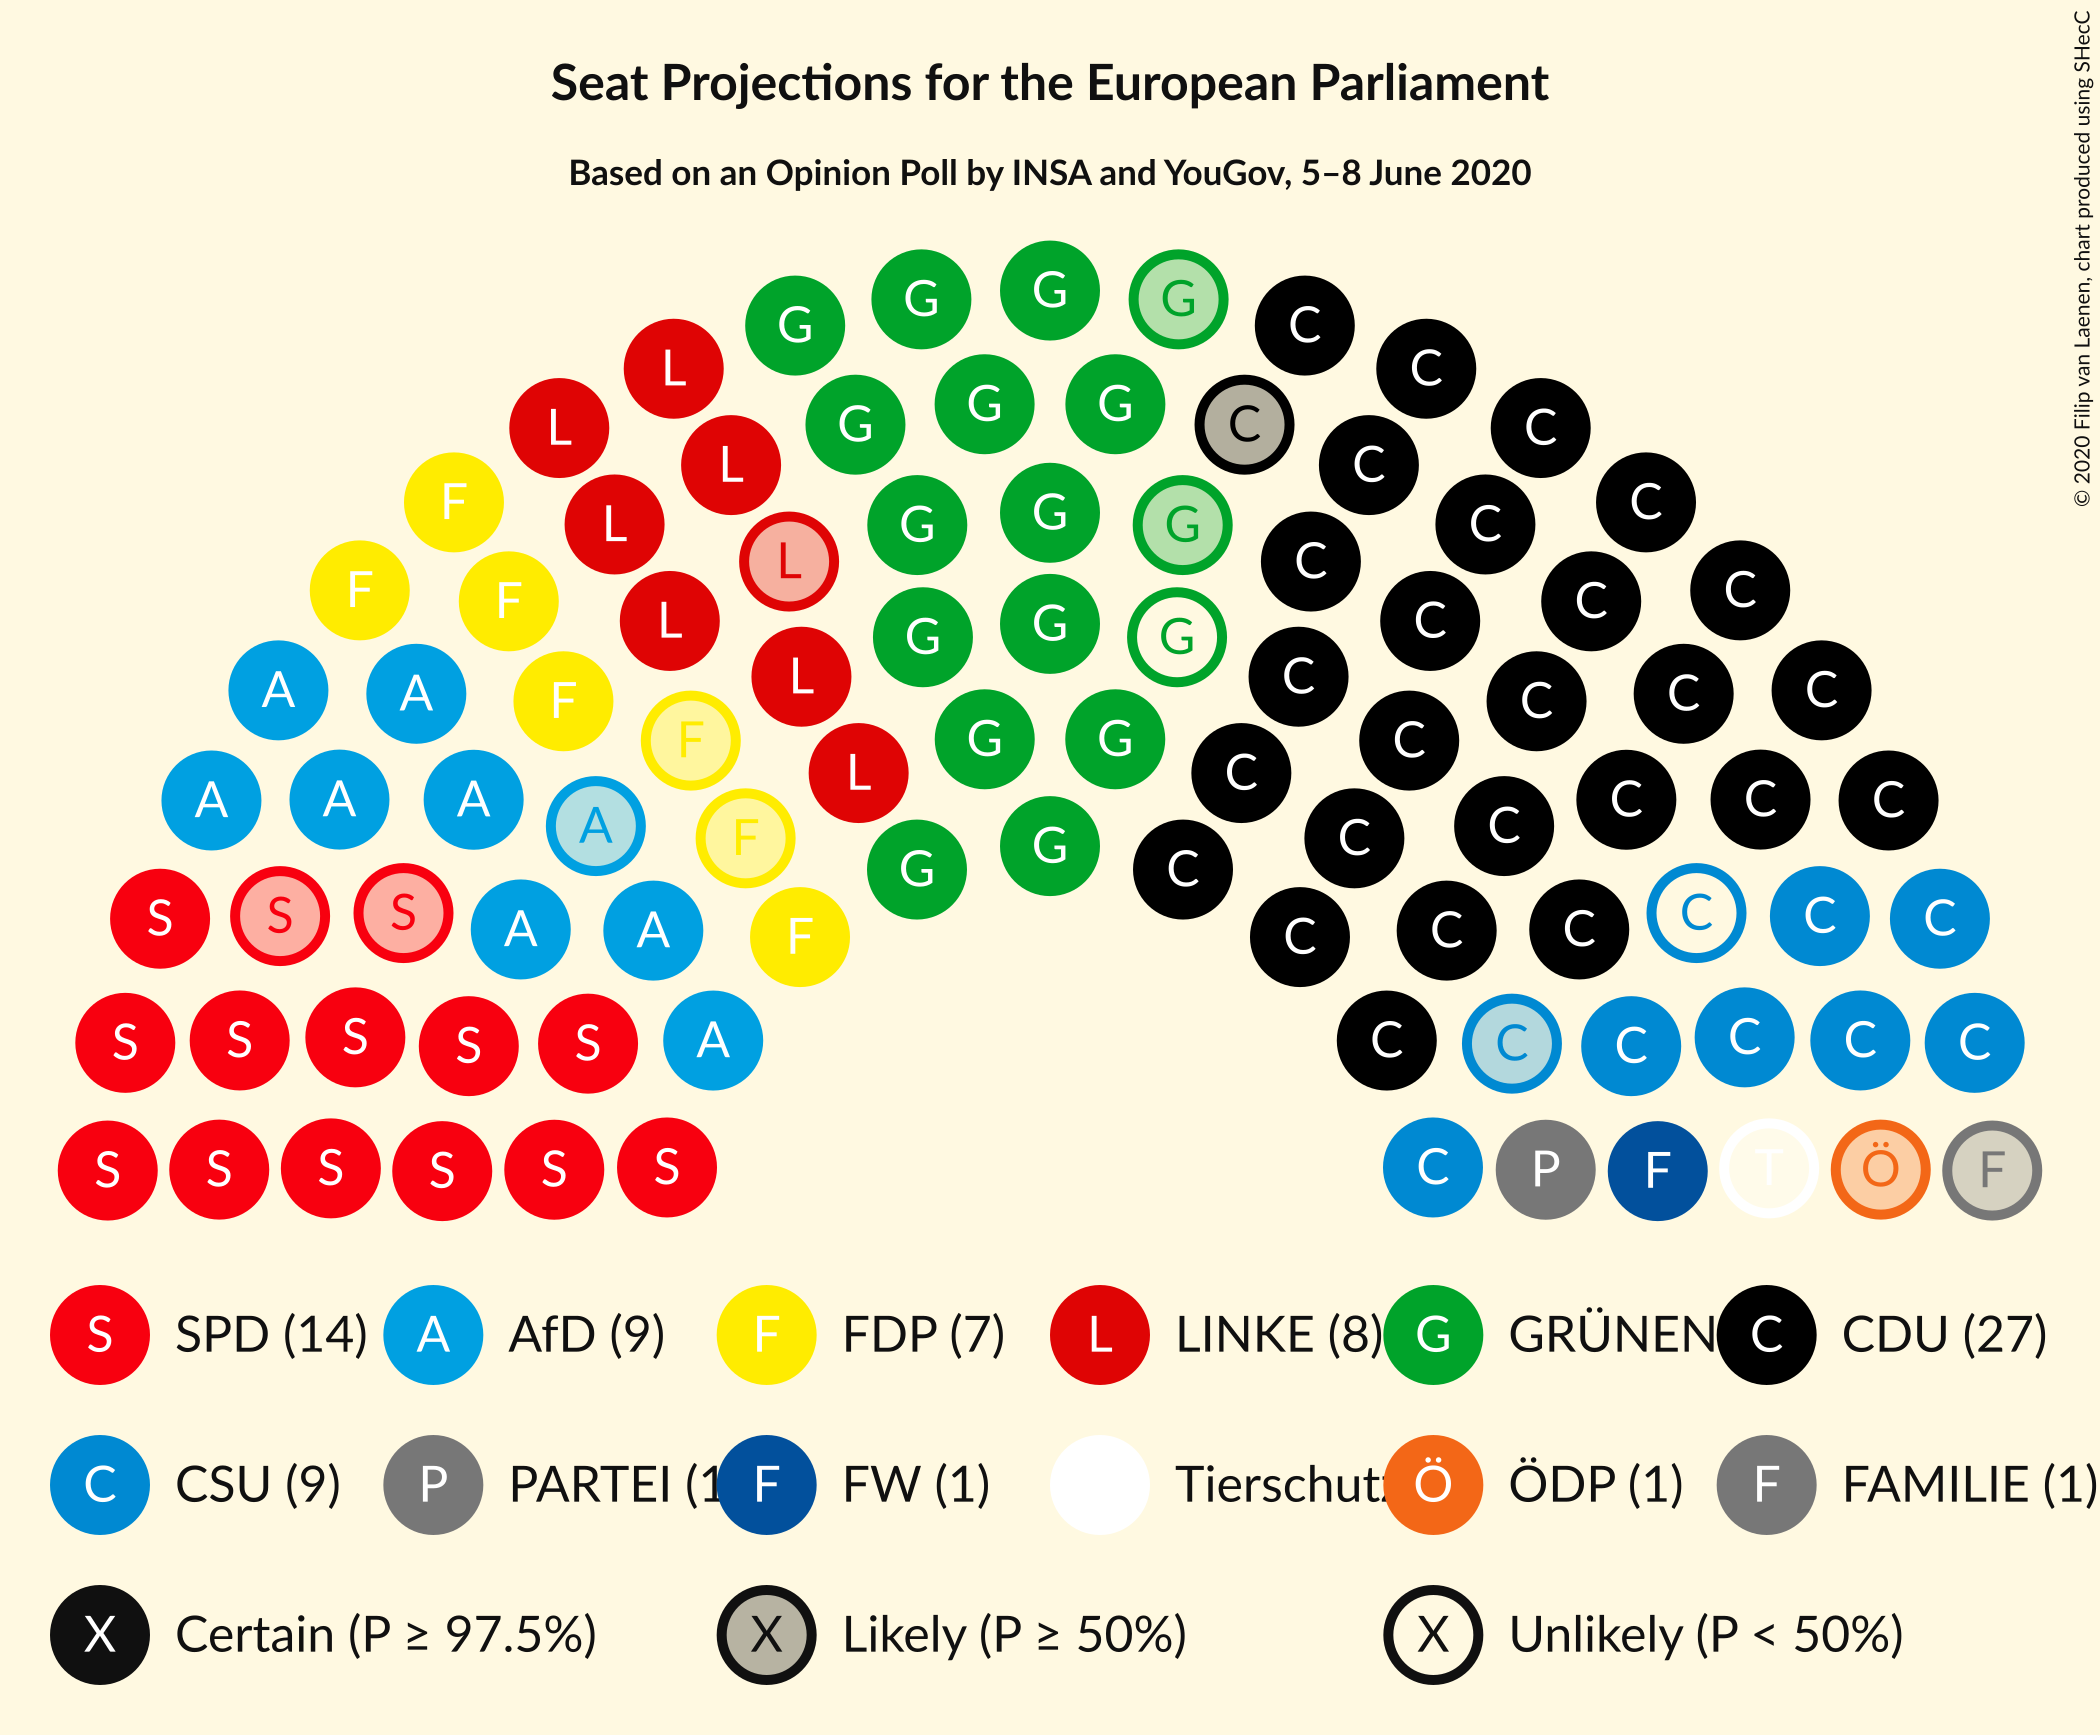 Seat Projections for the European Parliament
Based on an Opinion Poll by INSA and YouGov, 5–8 June 2020
© 2020 Filip van Laenen, chart produced using SHecC
G G G G C
G C
L G G G C C
L L C C
F L G G G C C
F F L L C C C
A A F L G G G C C C C
F L G G C C
A A A A F C C C C C C
S S S A A F G G C C C C C C C
S S S S S A C C C C C C
S S S S S S C P F T Ö F
S SPD (14) A AfD (9) F FDP (7) L LINKE (8) G GRÜNEN C CDU (27)
C CSU (9) P PARTEI (1 F FW (1) Tierschutz Ö ÖDP (1) F FAMILIE (1)
X Certain (P ≥ 97.5%) X Likely (P ≥ 50%) X Unlikely (P < 50%)